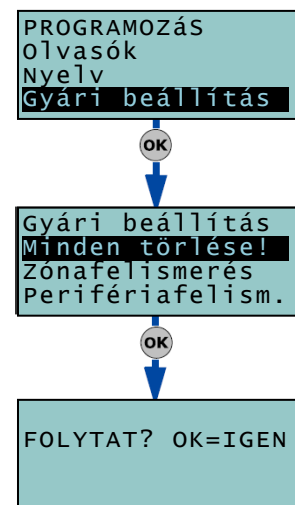 PROGRAMOZáS
Olvasók
Nyelv
Gyári beállítás
OK
Gyári beállítás
Minden törlése!
Zónafelismerés
Perifériafelism.
OK
FOLYTAT? OK=IGEN